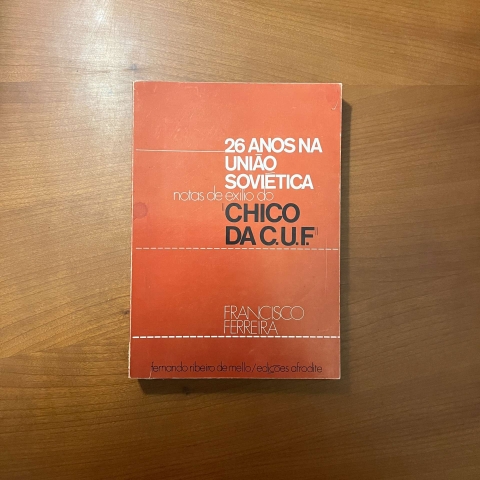 26 ANOS NA
UNIÃO
SOVIÉTICA
notas de exílio do
"CHICO
DA C.U.F."
FRANCISCO
FERREIRA
fernando ribeiro de mello / edições afrodite